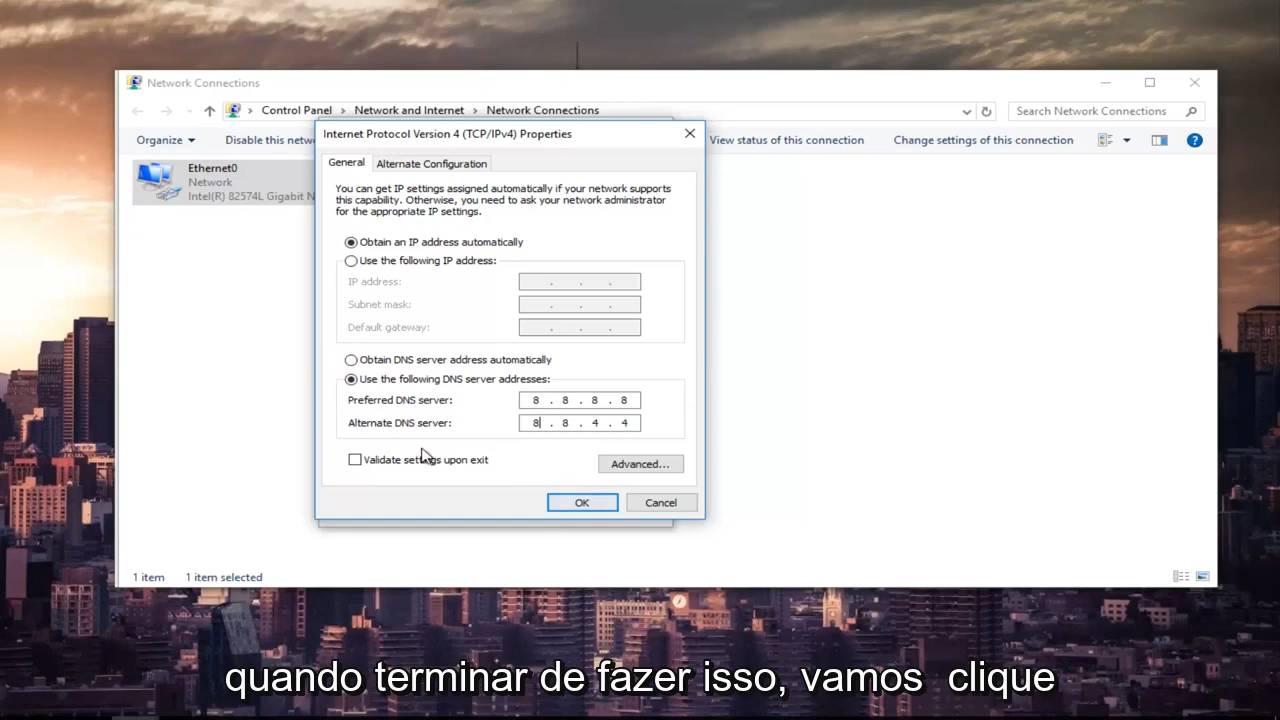 Network Connections
Control Panel > Network and Internet > Network Connections
Search Network Connections
Organize
Disable this
View status of this connection
Change settings of this connection
Ethernet0
Network
Intel(R) 82574L Gigabit
Internet Protocol Version 4 (TCP/IPv4) Properties
General
Alternate Configuration
You can get IP settings assigned automatically if your network supports
this capability. Otherwise, you need to ask your network administrator
for the appropriate IP settings.
Obtain an IP address automatically
Use the following IP address:
IP address: . . .
Subnet mask: . . .
Default gateway: . . .
Obtain DNS server address automatically
Use the following DNS server addresses:
Preferred DNS server: 8 . 8 . 8 . 8
Alternate DNS server: 8 . 8 . 4 . 4
Validate settings upon exit
Advanced...
OK
Cancel
1 item
1 item selected
quando terminar de fazer isso, vamos clique